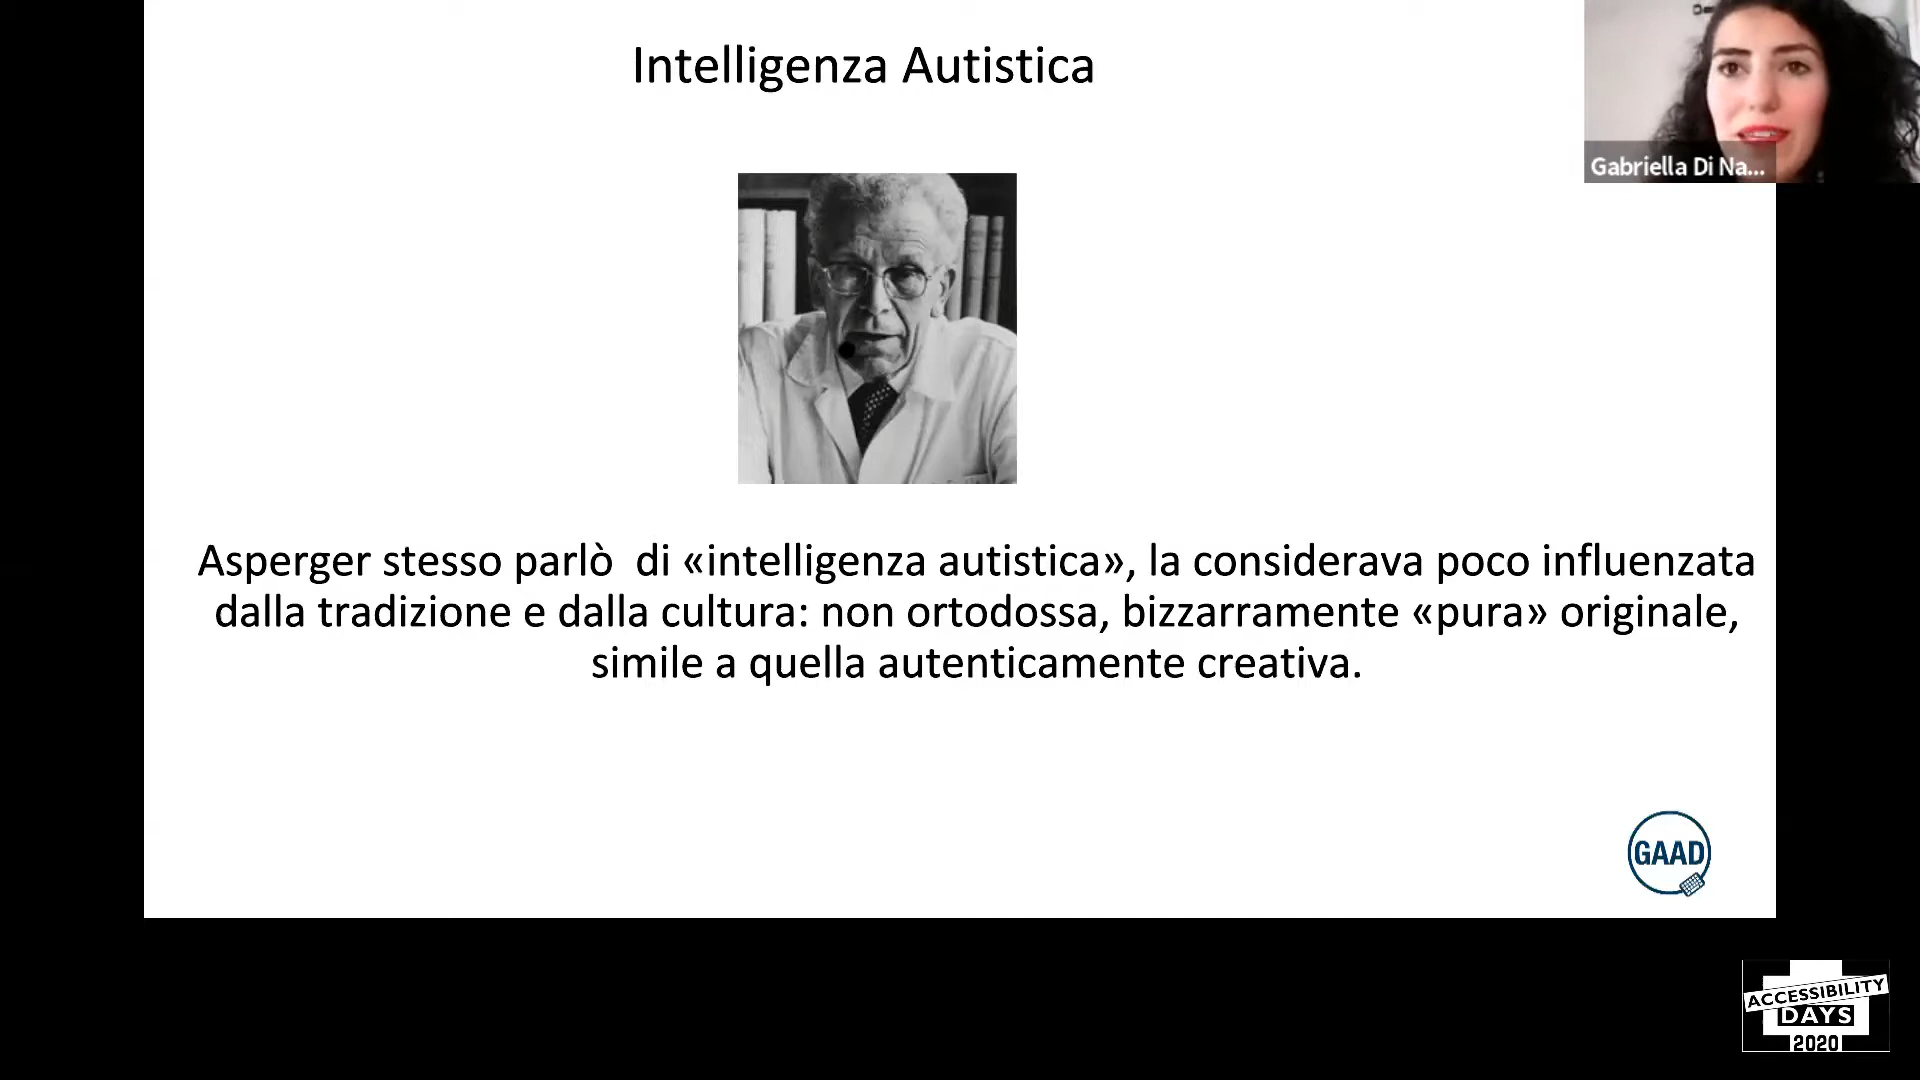 Intelligenza Autistica
Gabriella Di Na...
Asperger stesso parlò  di «intelligenza autistica», la considerava poco influenzata
dalla tradizione e dalla cultura: non ortodossa, bizzarramente «pura» originale,
simile a quella autenticamente creativa.
GAAD
ACCESSIBILITY
DAYS
2020